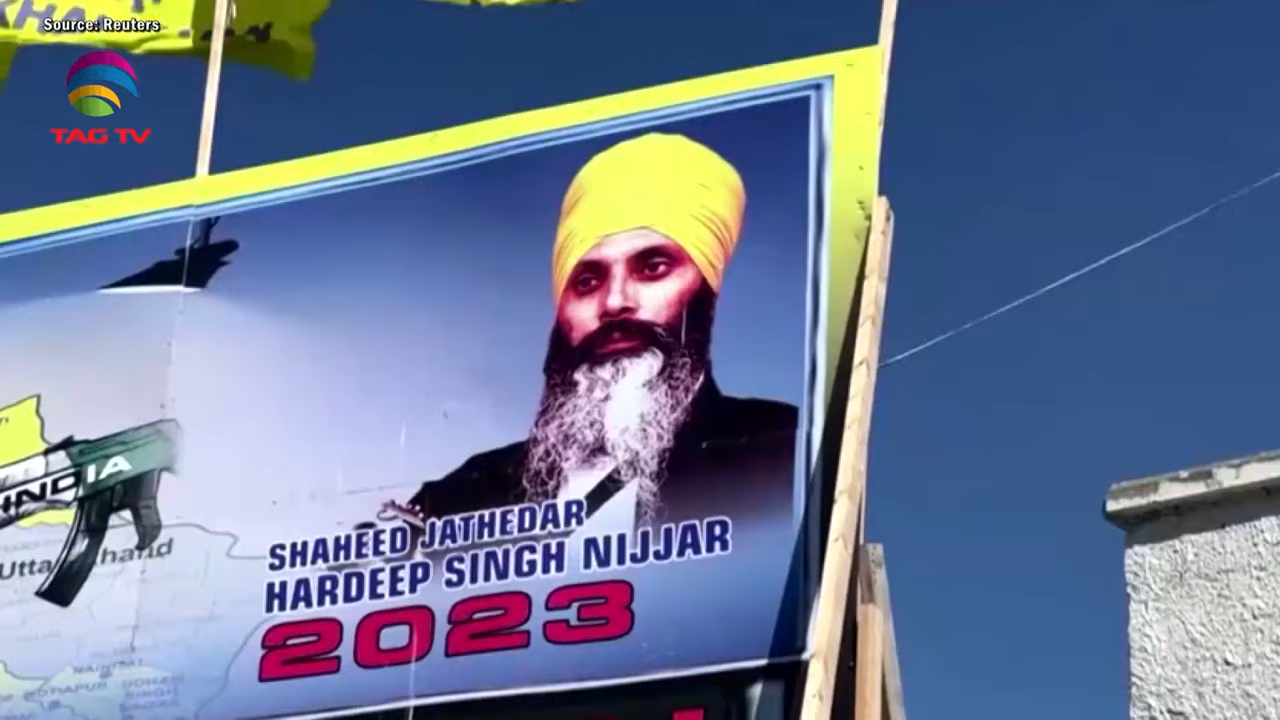 Source: Reuters
TAG TV
INDIA
SHAHEED JATHEDAR
HARDEEP SINGH NIJJAR
2023